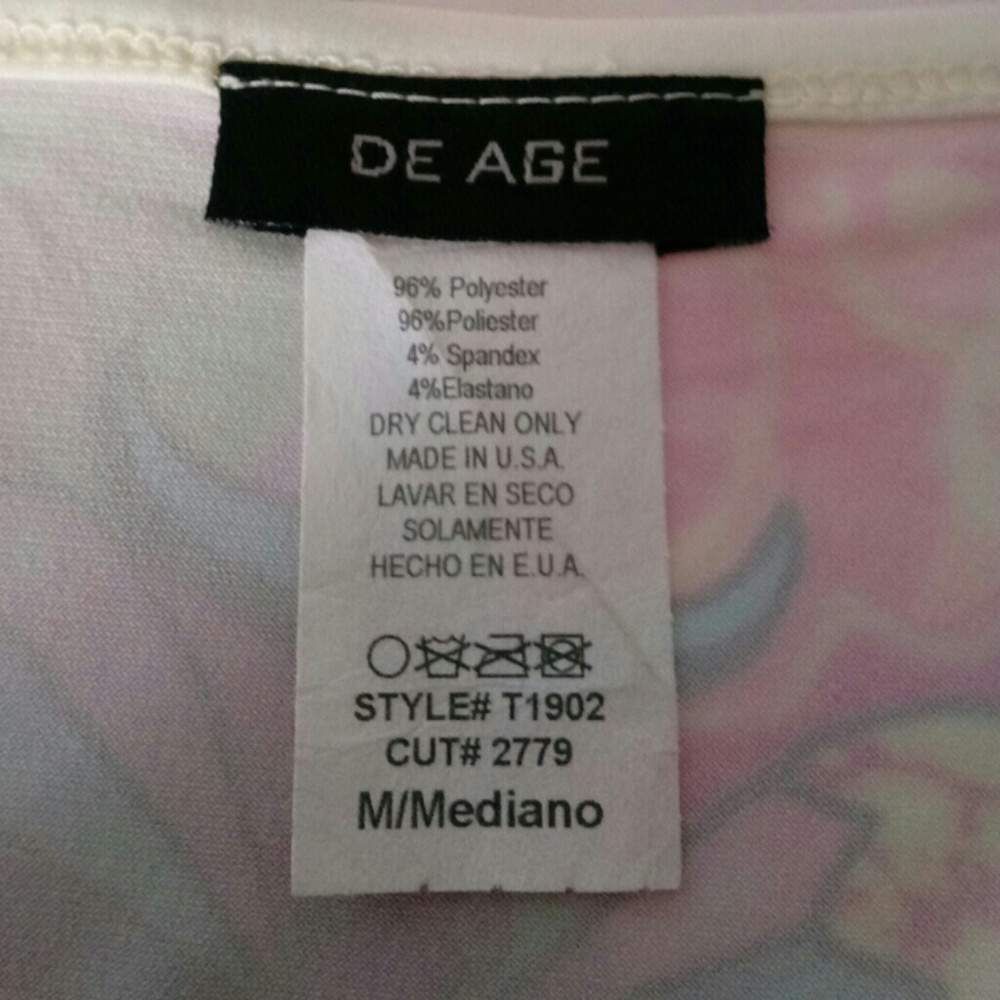 DE AGE
96% Polyester
96%Poliester
4% Spandex
4%Elastano
DRY CLEAN ONLY
MADE IN U.S.A.
LAVAR EN SECO
SOLAMENTE
HECHO EN E.U.A.
STYLE# T1902
CUT# 2779
M/Mediano